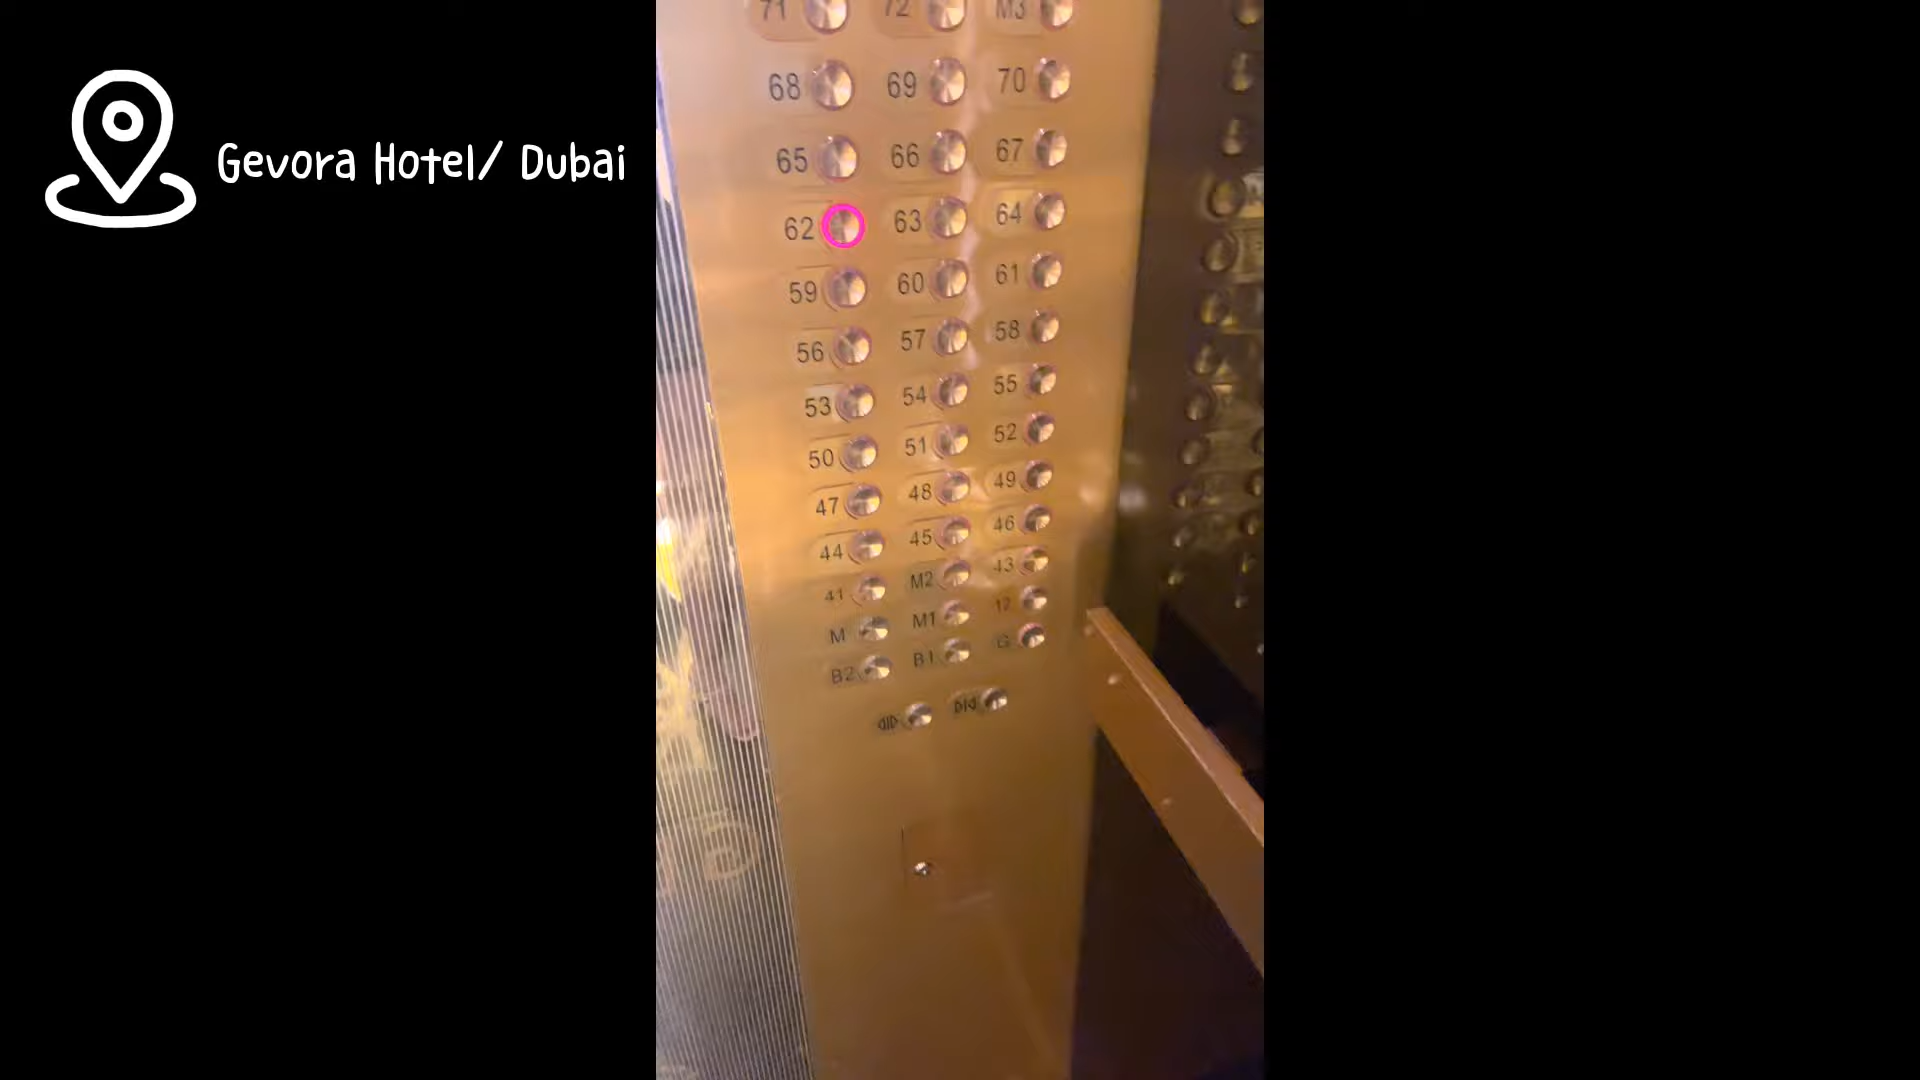 Gevora Hotel/ Dubai
71 72 M3
68 69 70
65 66 67
62 63 64
59 60 61
56 57 58
53 54 55
50 51 52
47 48 49
44 45 46
41 M2 43
M M1 12
B2 B1 G